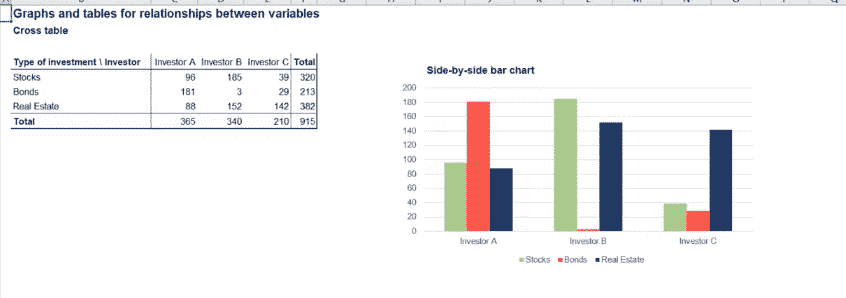 Graphs and tables for relationships between variables
Cross table
Type of investment \ Investor Investor A Investor B Investor C Total
Stocks 96 185 39 320
Bonds 181 3 29 213
Real Estate 88 152 142 382
Total 365 340 210 915
Side-by-side bar chart
200
180
160
140
120
100
80
60
40
20
0
Investor A Investor B Investor C
Stocks Bonds Real Estate